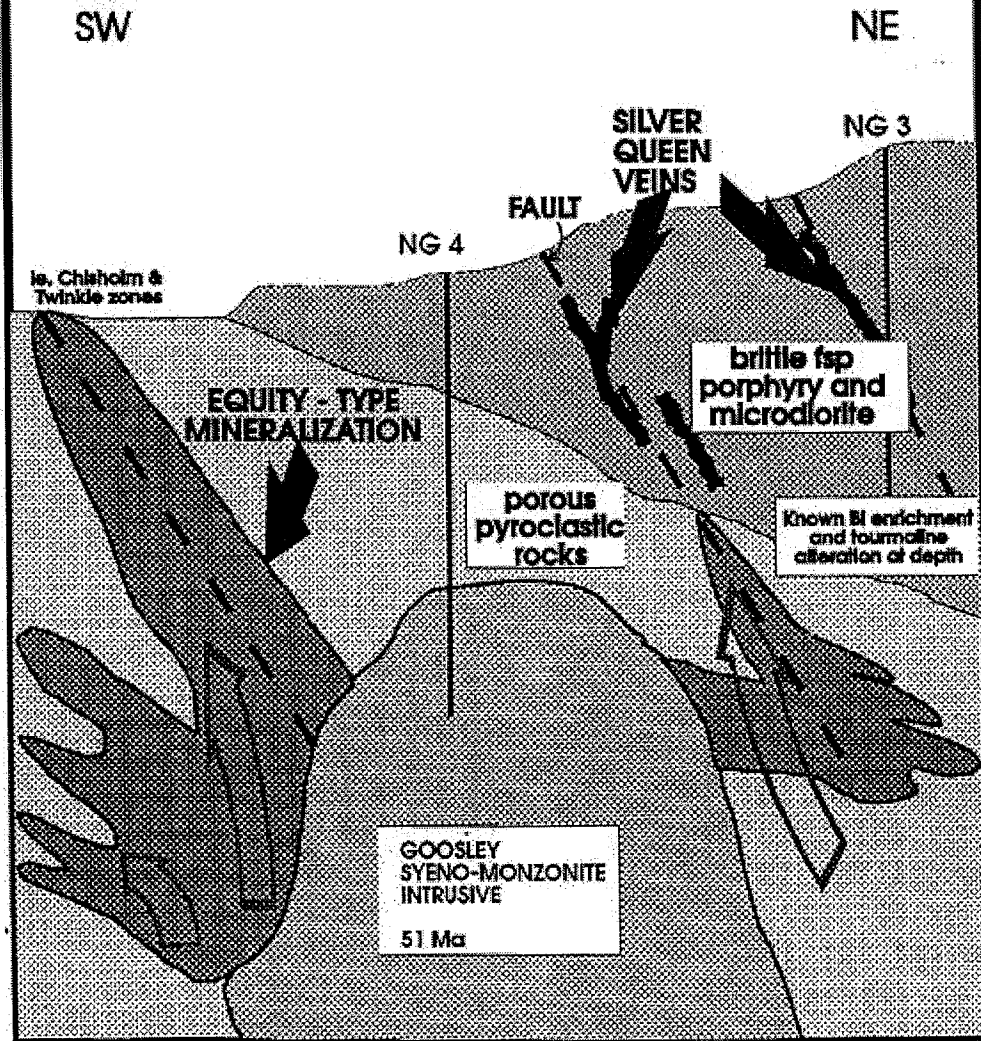 SW
NE
SILVER
QUEEN
VEINS
NG 3
FAULT
NG 4
ie. Chisholm &
Twinkle zones
brittle fsp
porphyry and
microdiorite
EQUITY - TYPE
MINERALIZATION
porous
pyroclastic
rocks
Known Bi enrichment
and tourmaline
alteration at depth
GOOSLEY
SYENO-MONZONITE
INTRUSIVE
51 Ma